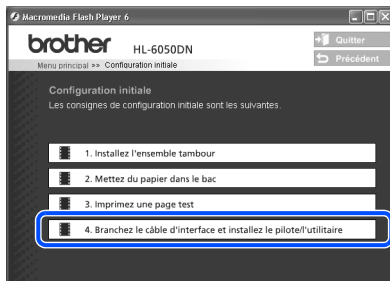 Macromedia Flash Player 6
brother HL-6050DN
Quitter
Menu principal »» Configuration initiale
Précédent
Configuration initiale
Les consignes de configuration initiale sont les suivantes.
1. Installez l'ensemble tambour
2. Mettez du papier dans le bac
3. Imprimez une page test
4. Branchez le câble d'interface et installez le pilote/l'utilitaire